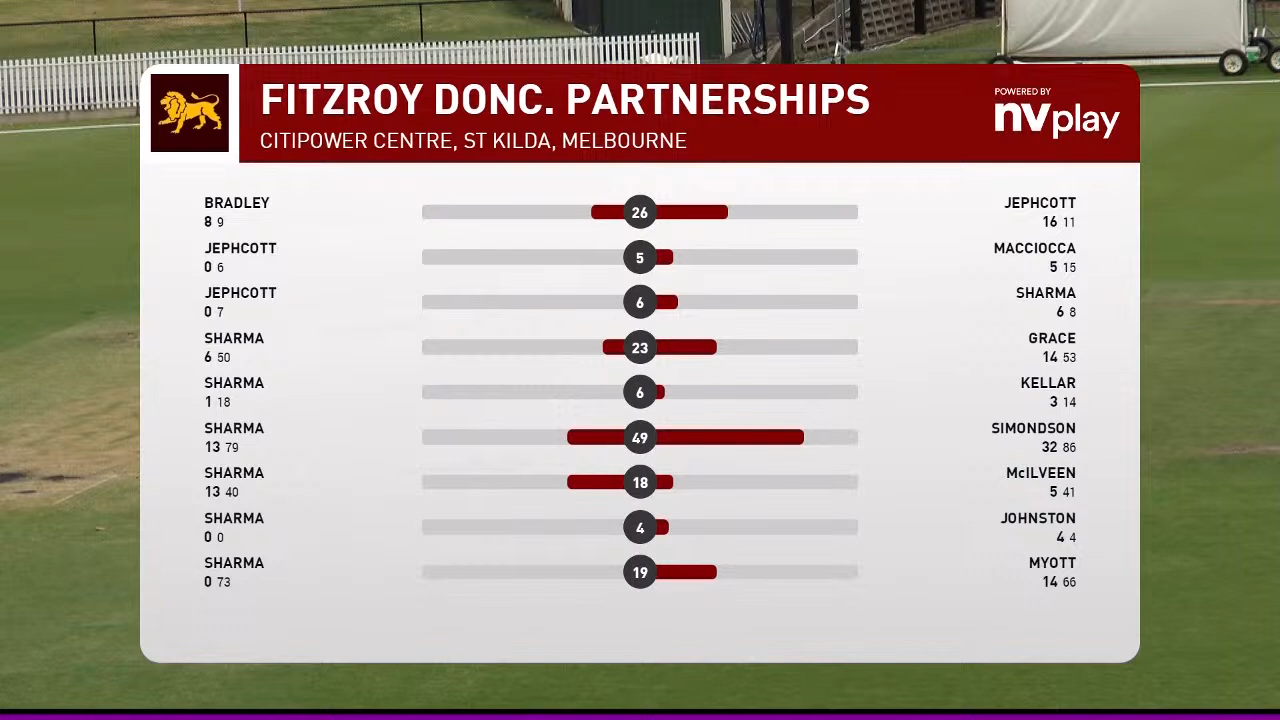 FITZROY DONC. PARTNERSHIPS
CITIPOWER CENTRE, ST KILDA, MELBOURNE
POWERED BY
nvplay
BRADLEY 26 JEPHCOTT
8 9 16 11
JEPHCOTT 5 MACCIOCCA
0 6 5 15
JEPHCOTT 6 SHARMA
0 7 6 8
SHARMA 23 GRACE
6 50 14 53
SHARMA 6 KELLAR
1 18 3 14
SHARMA 49 SIMONDSON
13 79 32 86
SHARMA 18 McILVEEN
13 40 5 41
SHARMA 4 JOHNSTON
0 0 4 4
SHARMA 19 MYOTT
0 73 14 66